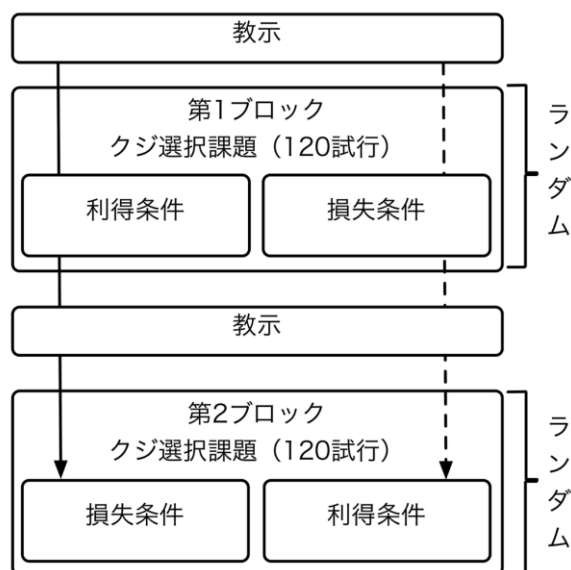 教示
第1ブロック
クジ選択課題（120試行）
利得条件
損失条件
ランダム
教示
第2ブロック
クジ選択課題（120試行）
損失条件
利得条件
ランダム